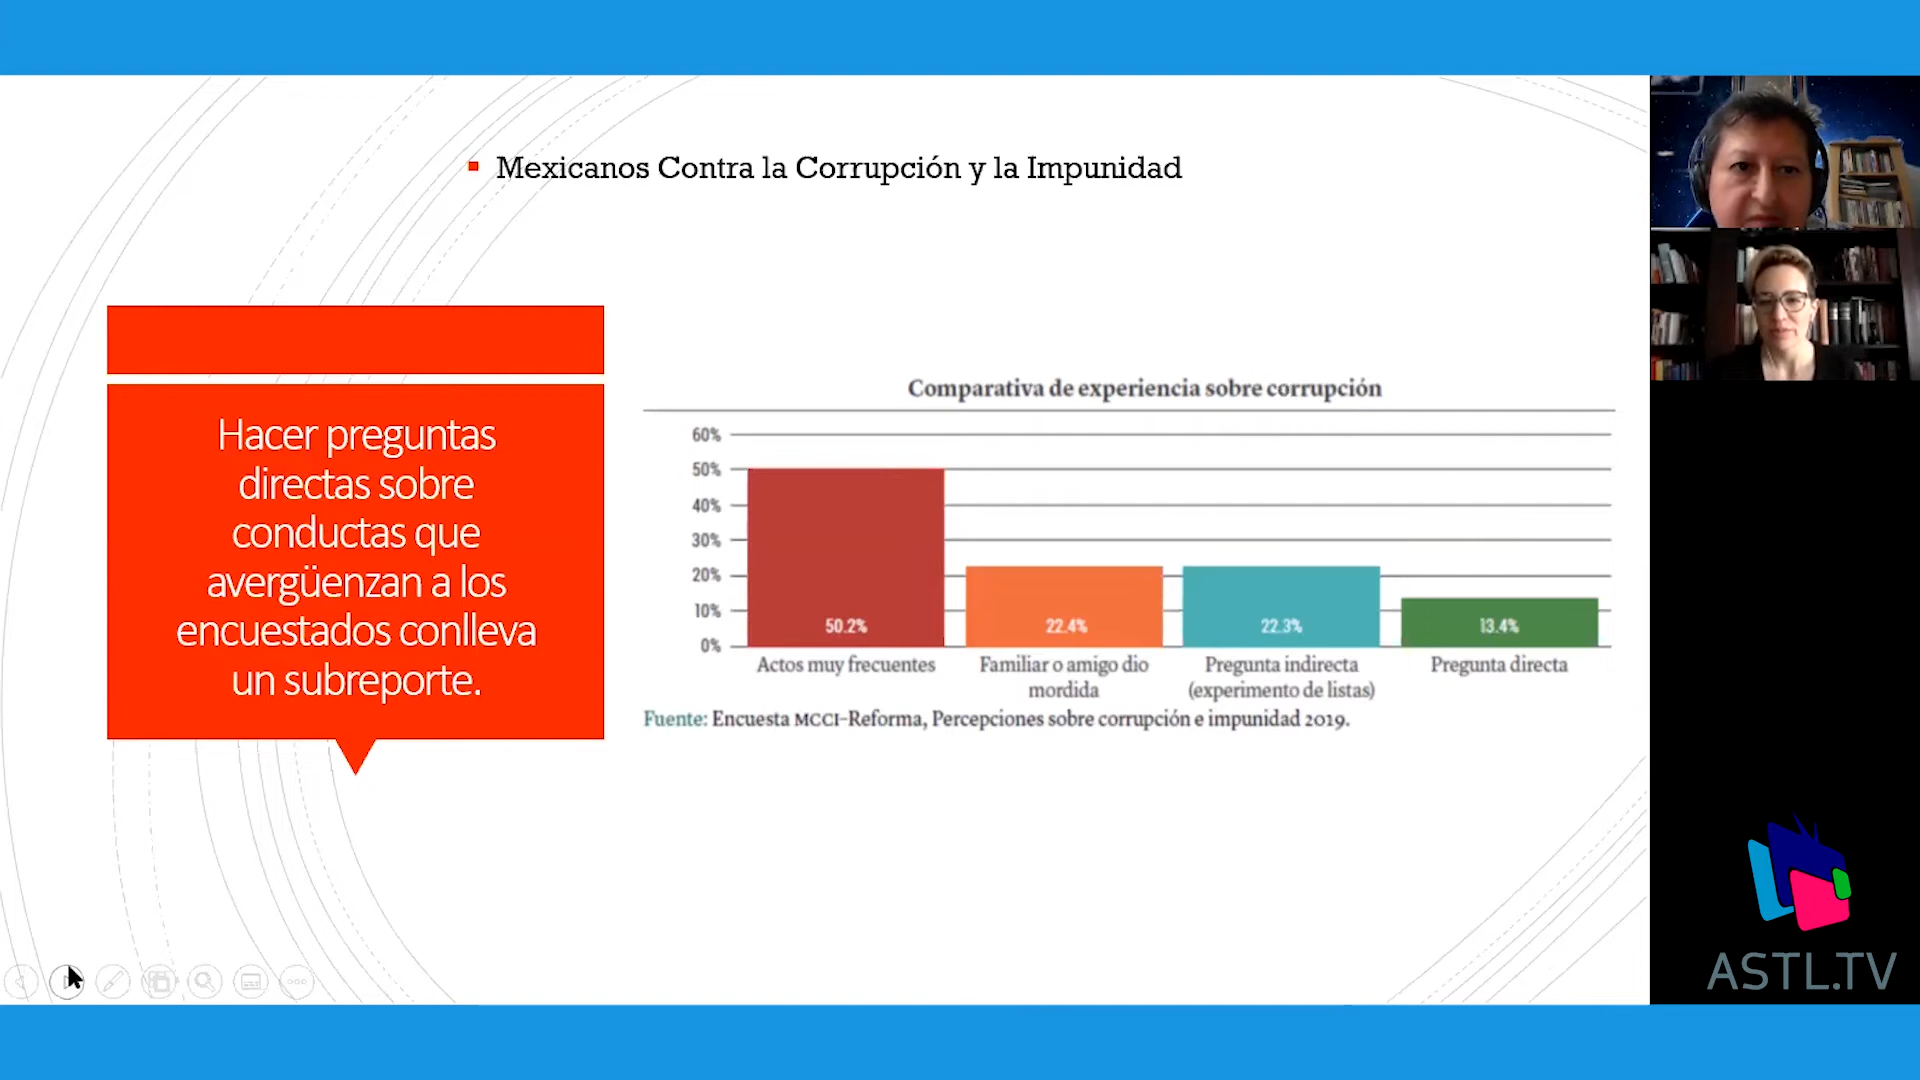 Mexicanos Contra la Corrupción y la Impunidad
Hacer preguntas
directas sobre
conductas que
avergüenzan a los
encuestados conlleva
un subreporte.
Comparativa de experiencia sobre corrupción
60%
50%
40%
30%
20%
10%
0%
50.2%
22.4%
22.3%
13.4%
Actos muy frecuentes
Familiar o amigo dio
mordida
Pregunta indirecta
(experimento de listas)
Pregunta directa
Fuente: Encuesta MCCI-Reforma, Percepciones sobre corrupción e impunidad 2019.
ASTL.TV